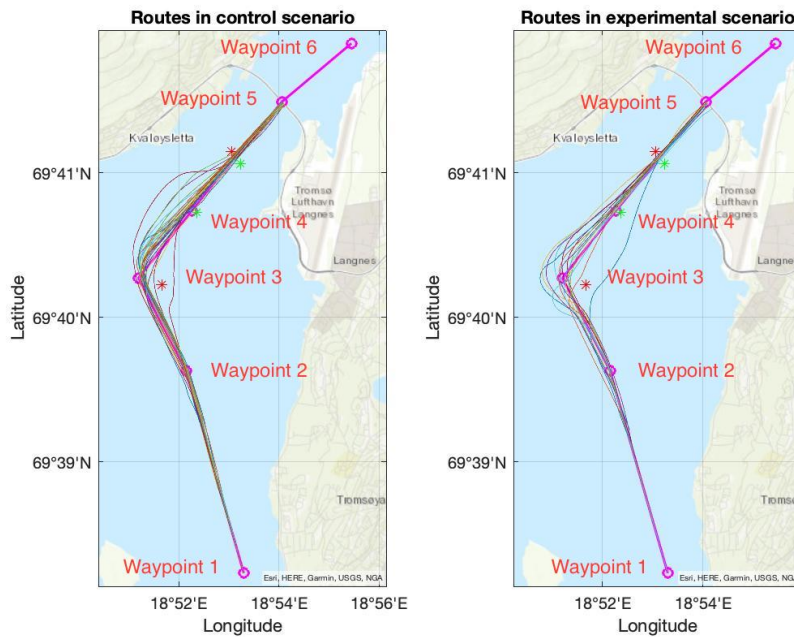 Routes in control scenario
Waypoint 6
Waypoint 5
Kvaløysletta
69°41'N
Tromsø
Lufthavn
Langnes
Waypoint 4
Langnes
Waypoint 3
Latitude
69°40'N
Waypoint 2
69°39'N
Tromsøya
Waypoint 1
Esri, HERE, Garmin, USGS, NGA
18°52'E 18°54'E 18°56'E
Longitude
Routes in experimental scenario
Waypoint 6
Waypoint 5
Kvaløysletta
69°41'N
Tromsø
Lufthavn
Langnes
Waypoint 4
Langne
Waypoint 3
Latitude
69°40'N
Waypoint 2
69°39'N
Tromsø
Waypoint 1
Esri, HERE, Garmin, USGS, NGA
18°52'E 18°54'E
Longitude